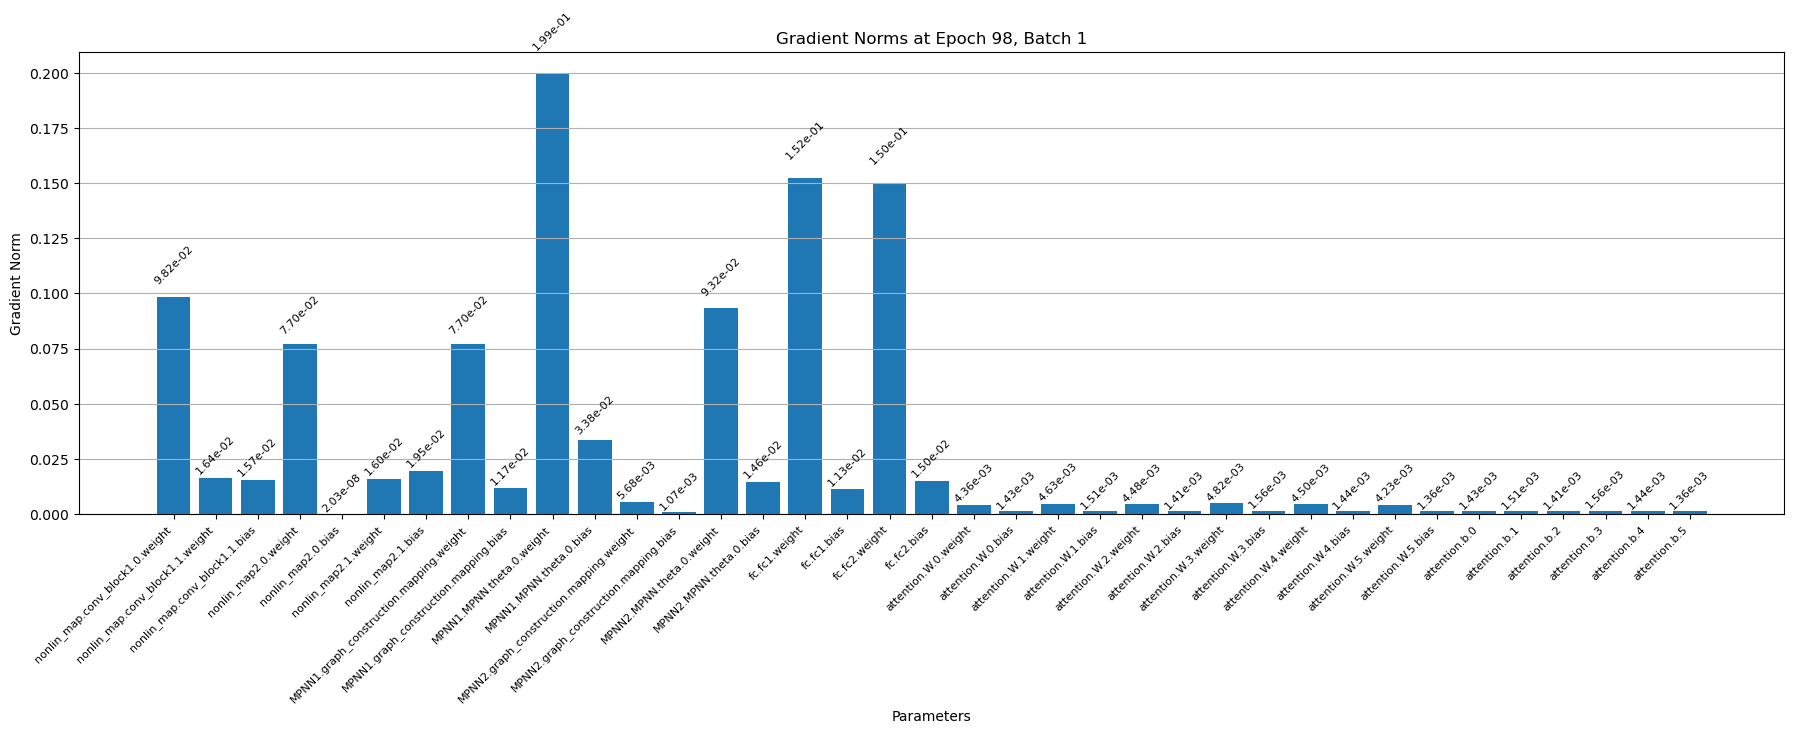 Gradient Norms at Epoch 98, Batch 1
Gradient Norm
0.200
0.175
0.150
0.125
0.100
0.075
0.050
0.025
0.000
9.82e-02
1.64e-02
1.57e-02
7.70e-02
2.03e-08
1.60e-02
1.95e-02
7.70e-02
1.17e-02
1.99e-01
3.38e-02
5.68e-03
1.07e-03
9.32e-02
1.46e-02
1.52e-01
1.13e-02
1.50e-01
1.50e-02
4.36e-03
1.43e-03
4.63e-03
1.51e-03
4.48e-03
1.41e-03
4.82e-03
1.56e-03
4.50e-03
1.44e-03
4.23e-03
1.36e-03
1.43e-03
1.51e-03
1.41e-03
1.56e-03
1.44e-03
1.36e-03
nonlin_map.conv_block1.0.weight
nonlin_map.conv_block1.1.weight
nonlin_map.conv_block1.1.bias
nonlin_map2.0.weight
nonlin_map2.0.bias
nonlin_map2.1.weight
nonlin_map2.1.bias
MPNN1.graph_construction.mapping.weight
MPNN1.graph_construction.mapping.bias
MPNN1.MPNN.theta.0.weight
MPNN1.MPNN.theta.0.bias
MPNN2.graph_construction.mapping.weight
MPNN2.graph_construction.mapping.bias
MPNN2.MPNN.theta.0.weight
MPNN2.MPNN.theta.0.bias
fc.fc1.weight
fc.fc1.bias
fc.fc2.weight
fc.fc2.bias
attention.W.0.weight
attention.W.0.bias
attention.W.1.weight
attention.W.1.bias
attention.W.2.weight
attention.W.2.bias
attention.W.3.weight
attention.W.3.bias
attention.W.4.weight
attention.W.4.bias
attention.W.5.weight
attention.W.5.bias
attention.b.0
attention.b.1
attention.b.2
attention.b.3
attention.b.4
attention.b.5
Parameters